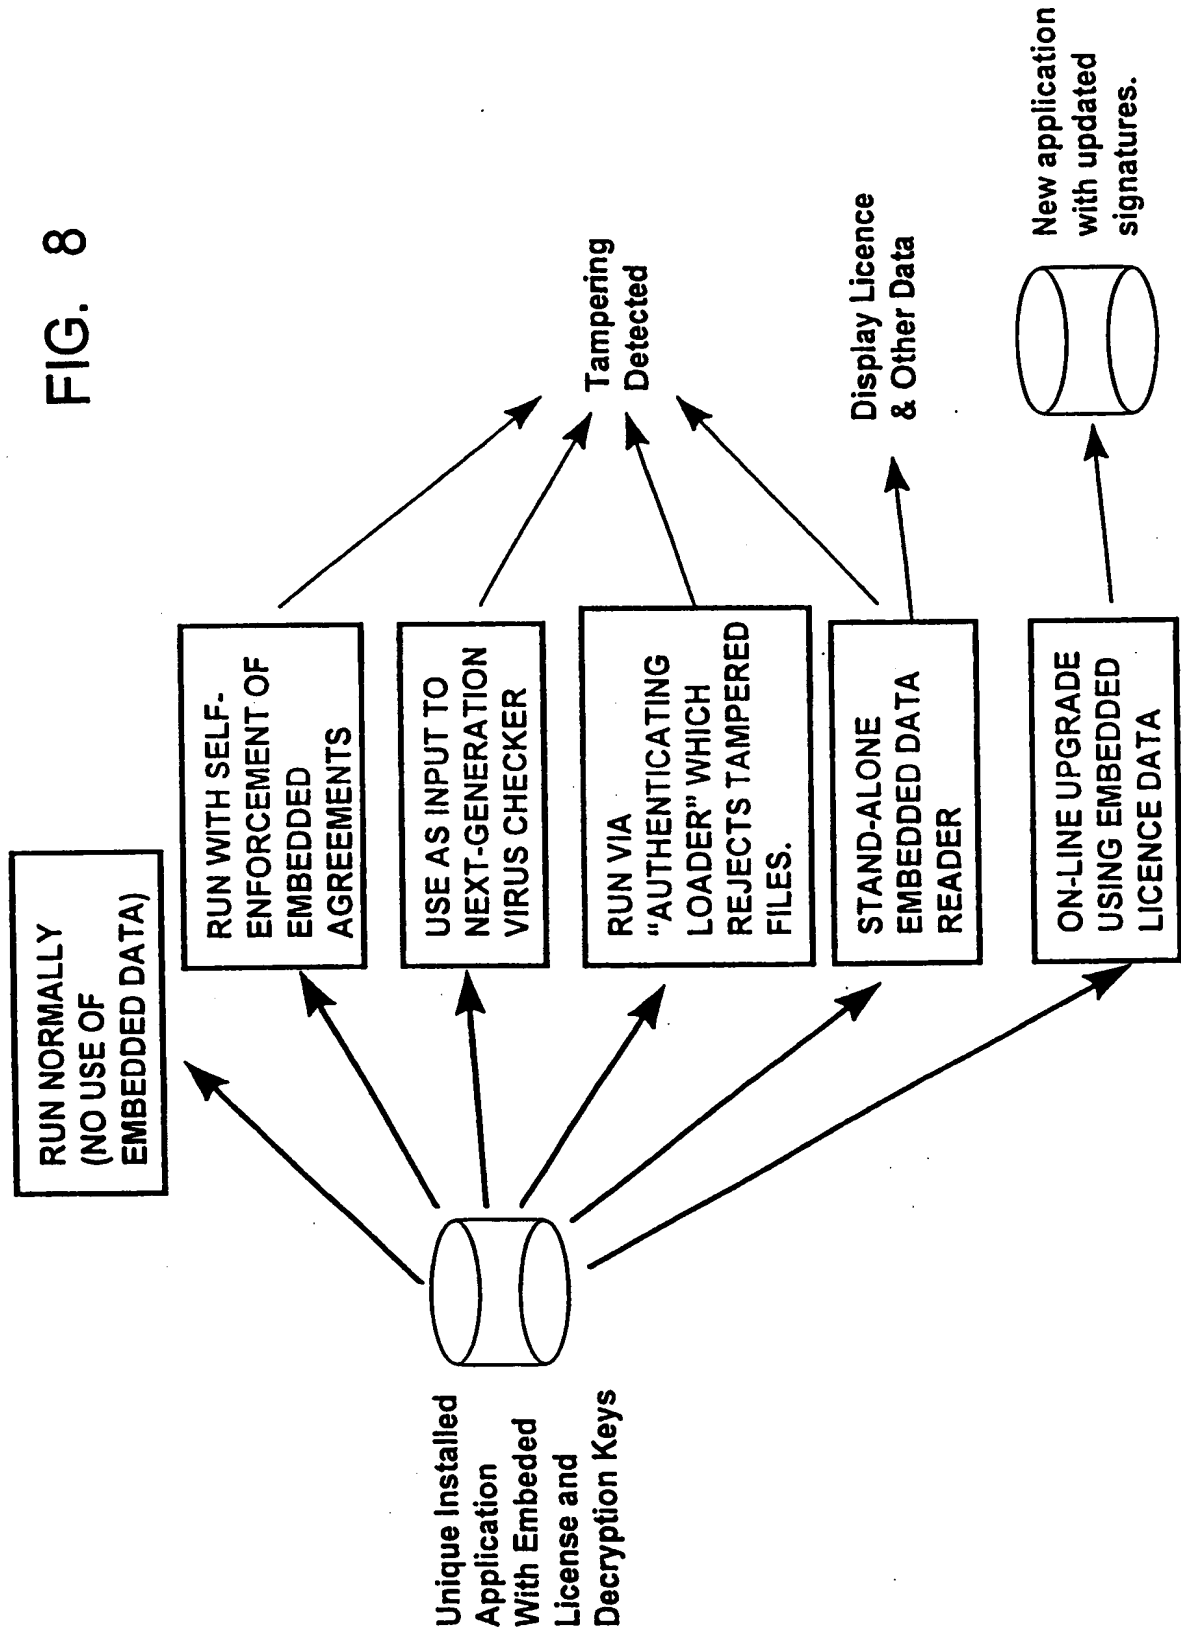 FIG. 8
RUN NORMALLY
(NO USE OF
EMBEDDED DATA)
RUN WITH SELF-
ENFORCEMENT OF
EMBEDDED
AGREEMENTS
USE AS INPUT TO
NEXT-GENERATION
VIRUS CHECKER
RUN VIA
“AUTHENTICATING
LOADER” WHICH
REJECTS TAMPERED
FILES.
STAND-ALONE
EMBEDDED DATA
READER
ON-LINE UPGRADE
USING EMBEDDED
LICENCE DATA
Unique Installed
Application
With Embeded
License and
Decryption Keys
Tampering
Detected
Display Licence
& Other Data
New application
with updated
signatures.